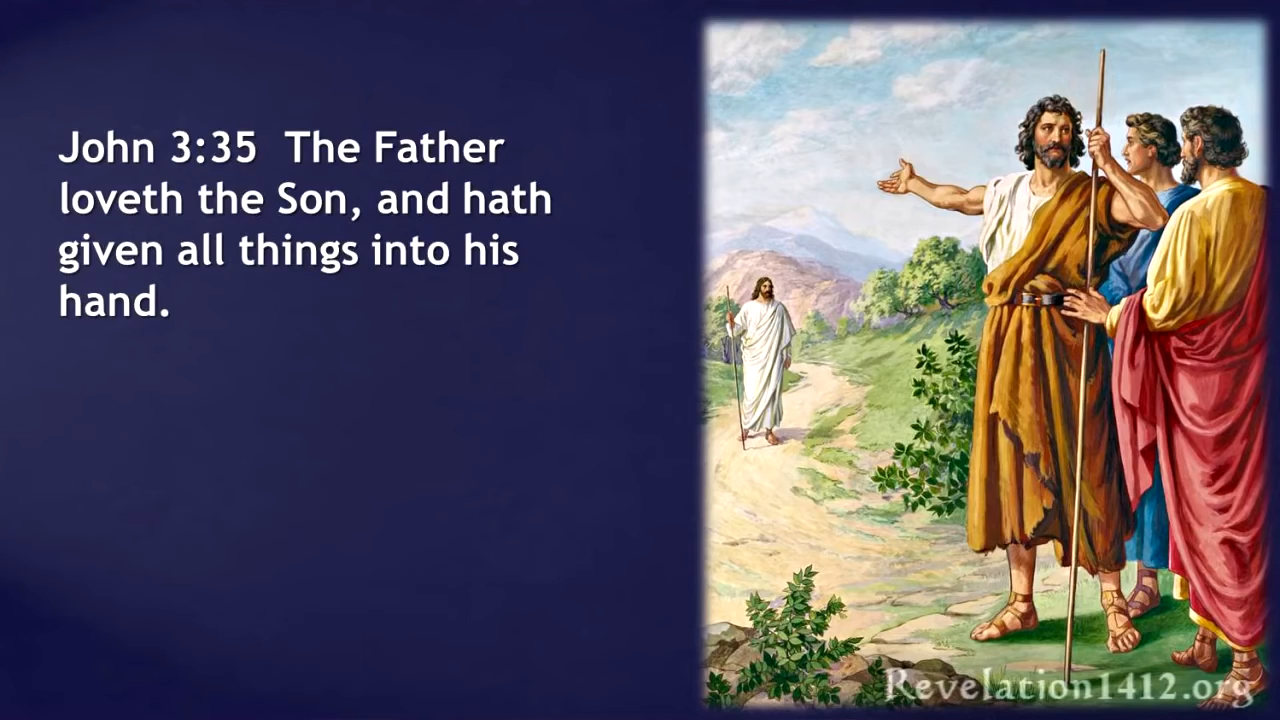 John 3:35  The Father
loveth the Son, and hath
given all things into his
hand.
Revelation1412.org